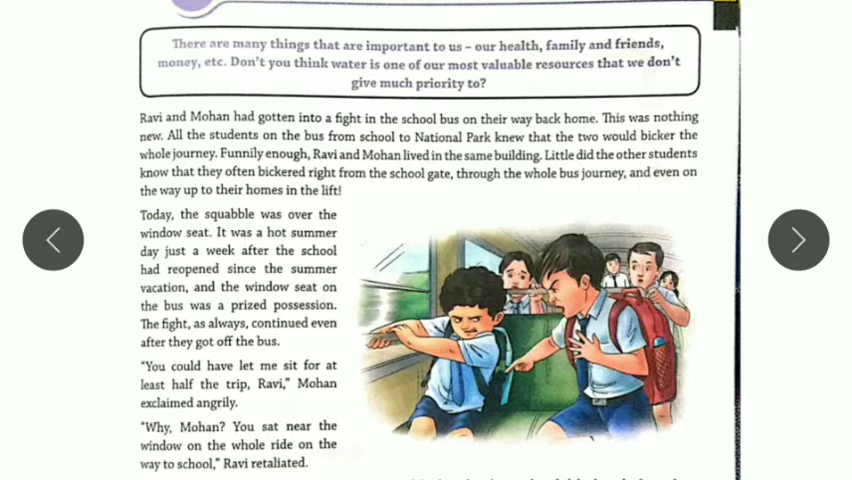 There are many things that are important to us – our health, family and friends,
money, etc. Don't you think water is one of our most valuable resources that we don't
give much priority to?
Ravi and Mohan had gotten into a fight in the school bus on their way back home. This was nothing
new. All the students on the bus from school to National Park knew that the two would bicker the
whole journey. Funnily enough, Ravi and Mohan lived in the same building. Little did the other students
know that they often bickered right from the school gate, through the whole bus journey, and even on
the way up to their homes in the lift!
Today, the squabble was over the
window seat. It was a hot summer
day just a week after the school
had reopened since the summer
vacation, and the window seat on
the bus was a prized possession.
The fight, as always, continued even
after they got off the bus.
"You could have let me sit for at
least half the trip, Ravi," Mohan
exclaimed angrily.
"Why, Mohan? You sat near the
window on the whole ride on the
way to school," Ravi retaliated.